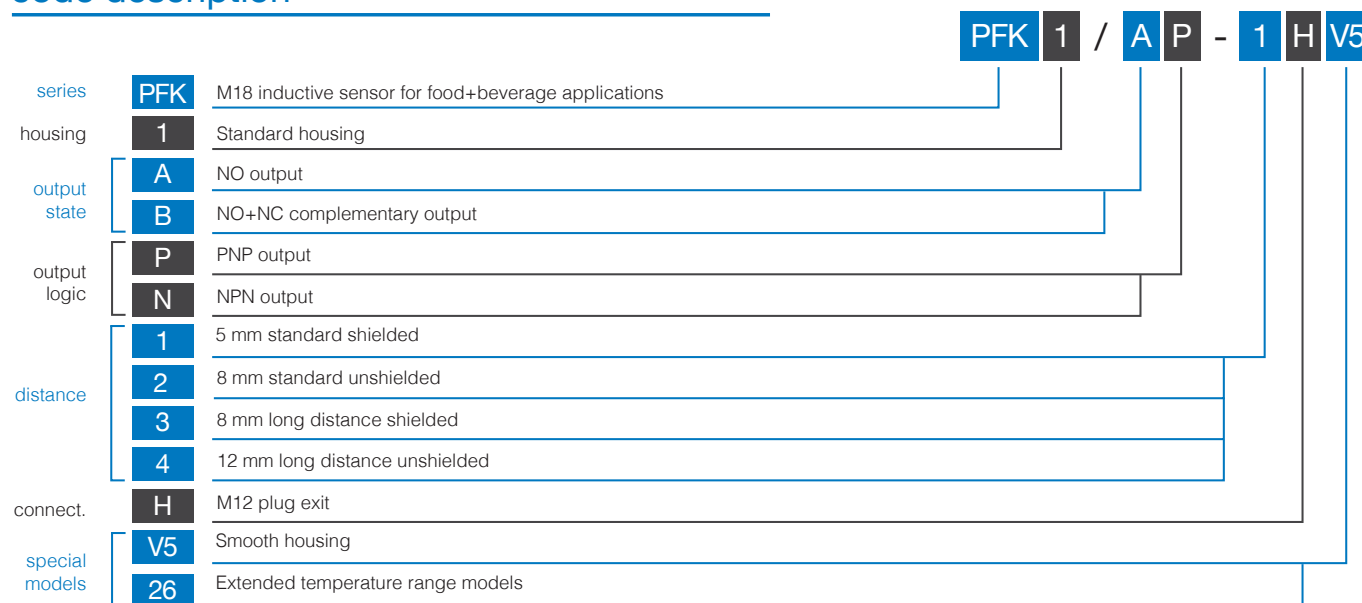 code description
PFK 1 / A P - 1 H V5
series PFK M18 inductive sensor for food+beverage applications
housing 1 Standard housing
output state
A NO output
B NO+NC complementary output
output logic
P PNP output
N NPN output
distance
1 5 mm standard shielded
2 8 mm standard unshielded
3 8 mm long distance shielded
4 12 mm long distance unshielded
connect. H M12 plug exit
special models
V5 Smooth housing
26 Extended temperature range models